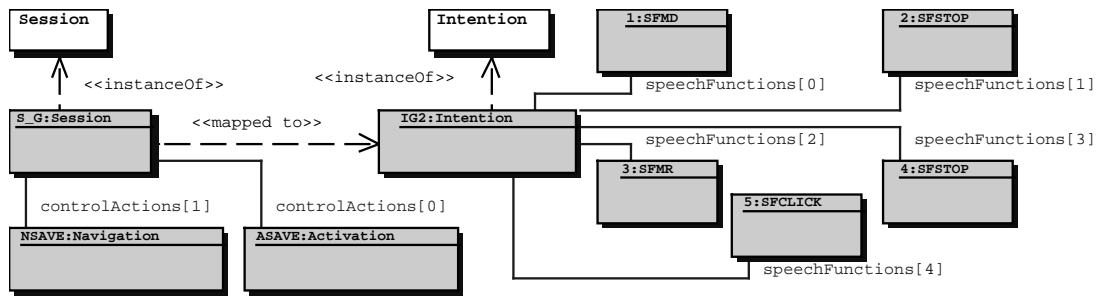 Session
Intention
1:SFMD
2:SFSTOP
<<instanceOf>>
<<instanceOf>>
speechFunctions[0]
speechFunctions[1]
S_G:Session
<<mapped to>>
IG2:Intention
speechFunctions[2]
speechFunctions[3]
3:SFMR
4:SFSTOP
controlActions[1]
controlActions[0]
5:SFCLICK
NSAVE:Navigation
ASAVE:Activation
speechFunctions[4]